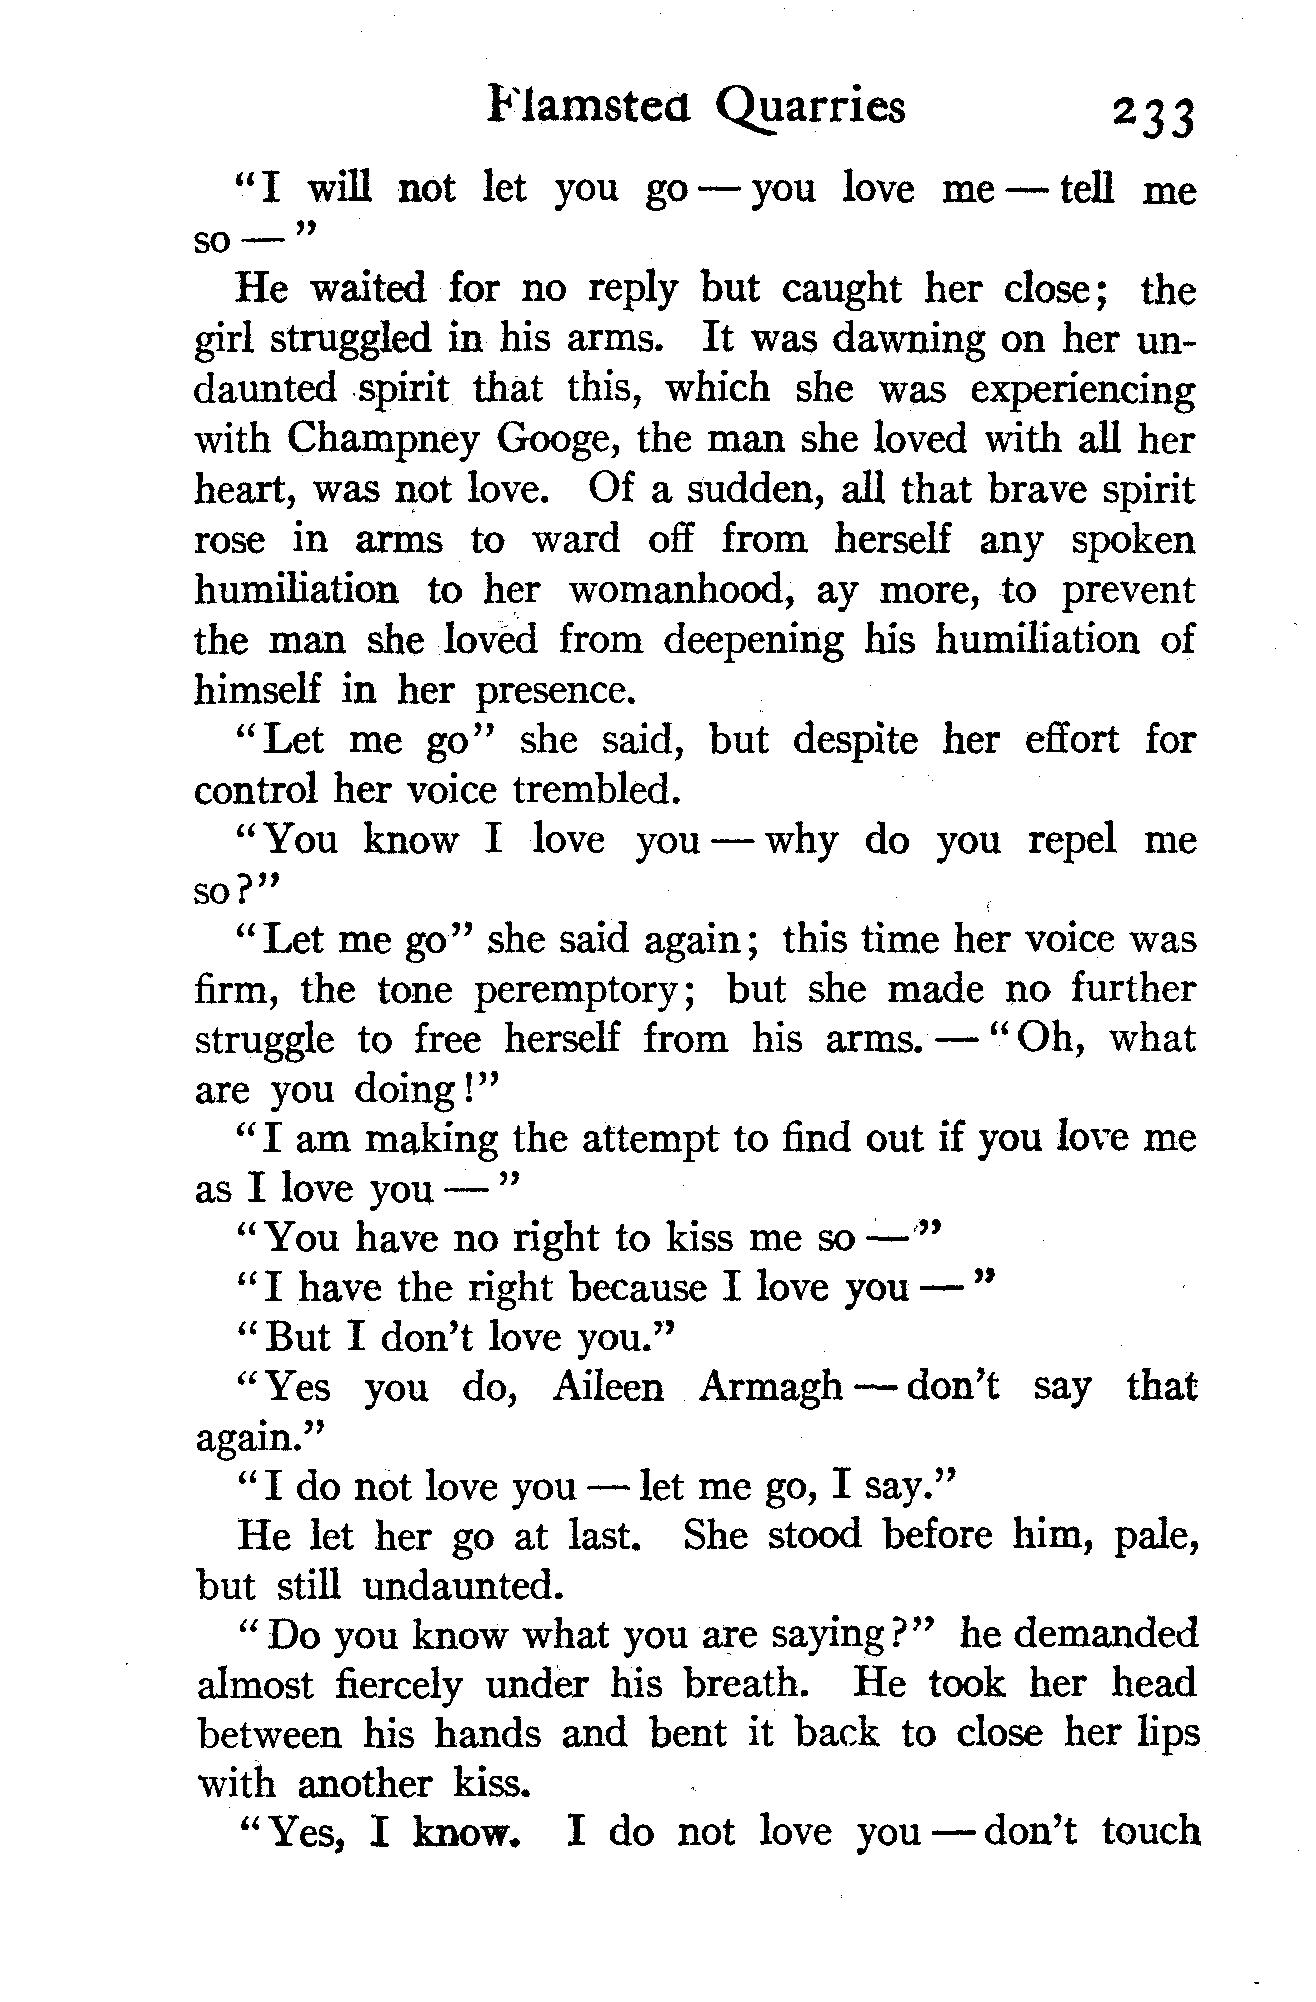 Flamsted Quarries 233
"I will not let you go — you love me — tell me
so — "
He waited for no reply but caught her close; the
girl struggled in his arms. It was dawning on her un-
daunted spirit that this, which she was experiencing
with Champney Googe, the man she loved with all her
heart, was not love. Of a sudden, all that brave spirit
rose in arms to ward off from herself any spoken
humiliation to her womanhood, ay more, to prevent
the man she loved from deepening his humiliation of
himself in her presence.
"Let me go" she said, but despite her effort for
control her voice trembled.
"You know I love you — why do you repel me
so?"
"Let me go" she said again; this time her voice was
firm, the tone peremptory; but she made no further
struggle to free herself from his arms. — "Oh, what
are you doing!"
"I am making the attempt to find out if you love me
as I love you — "
"You have no right to kiss me so — "
"I have the right because I love you — "
"But I don't love you."
"Yes you do, Aileen Armagh — don't say that
again."
"I do not love you — let me go, I say."
He let her go at last. She stood before him, pale,
but still undaunted.
"Do you know what you are saying?" he demanded
almost fiercely under his breath. He took her head
between his hands and bent it back to close her lips
with another kiss.
"Yes, I know. I do not love you — don't touch